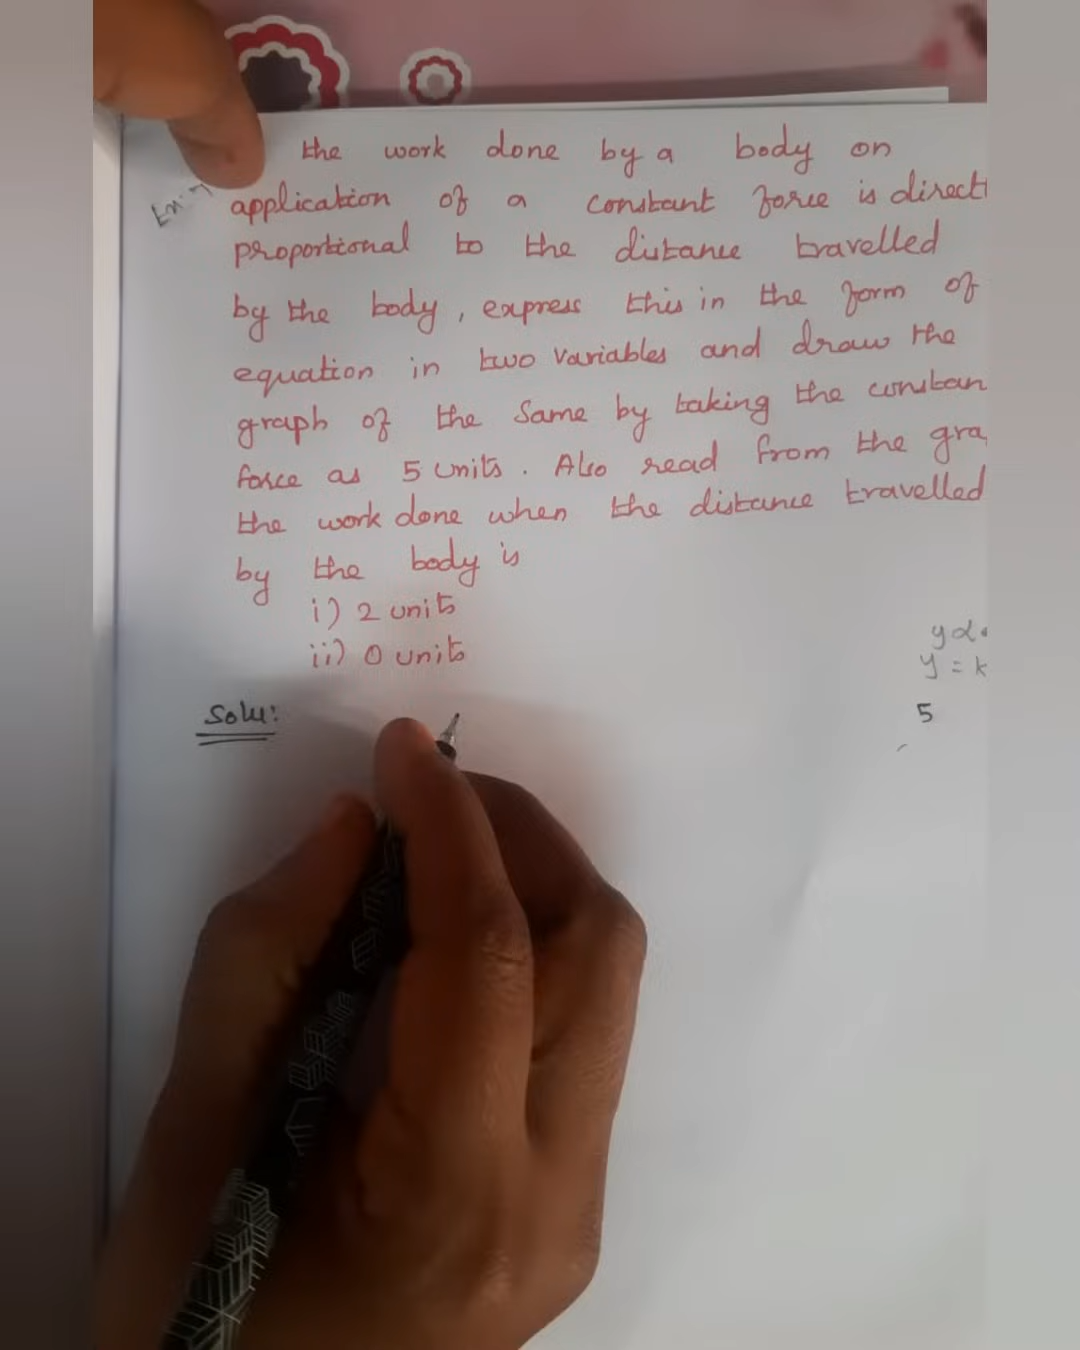 the work done by a body on
application of a constant force is direct
proportional to the distance travelled
by the body, express this in the form of
equation in two variables and draw the
graph of the same by taking the constan
force as 5 units. Also read from the gra
the work done when the distance travelled
by the body is
i) 2 units
ii) 0 units
y α
y = k
5
Solu: